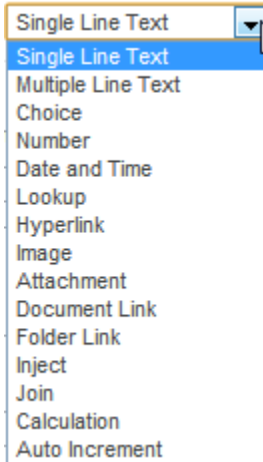 Single Line Text
Single Line Text
Multiple Line Text
Choice
Number
Date and Time
Lookup
Hyperlink
Image
Attachment
Document Link
Folder Link
Inject
Join
Calculation
Auto Increment